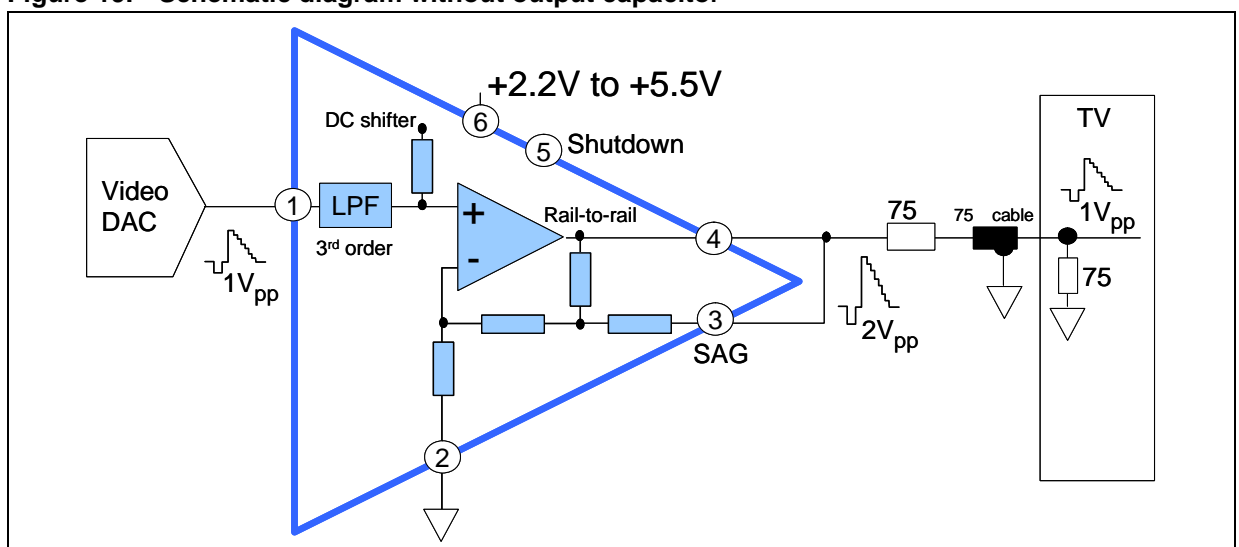 Schematic diagram without output capacitor
+2.2V to +5.5V
6
DC shifter
5
Shutdown
TV
Video
DAC
1
LPF
3rd order
+
-
Rail-to-rail
4
75
75 cable
1Vpp
1Vpp
75
3
SAG
2Vpp
2